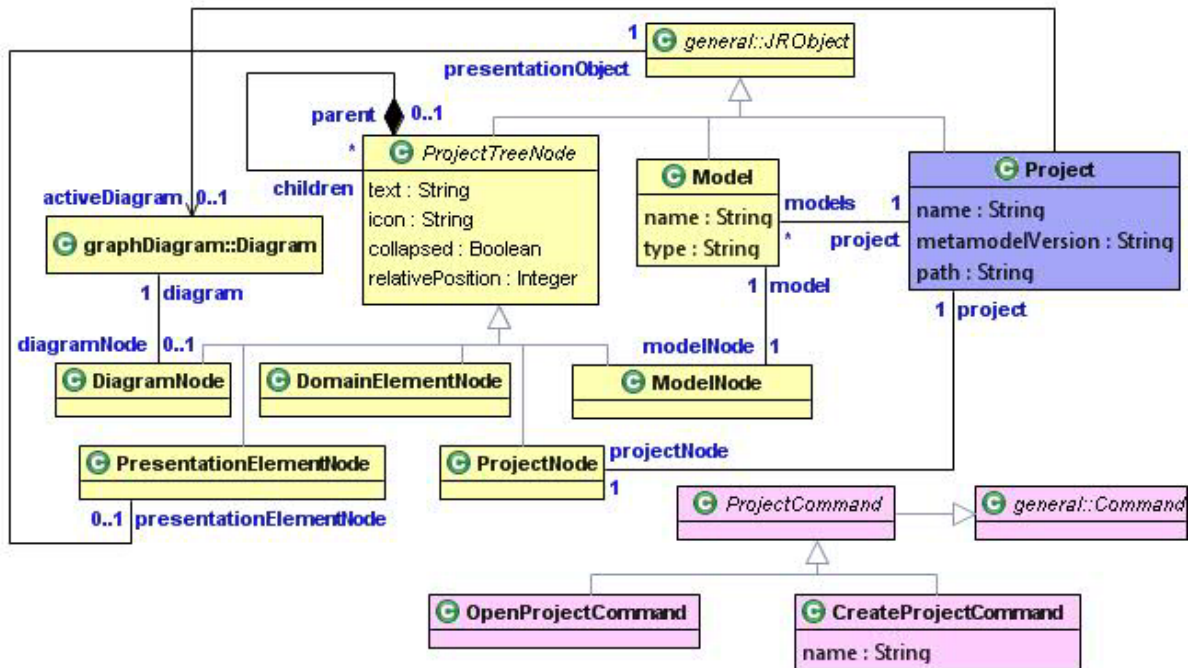 1
general::JRObject
presentationObject
parent
0..1
*
children
ProjectTreeNode
text : String
icon : String
collapsed : Boolean
relativePosition : Integer
Model
name : String
type : String
models
*
1
project
Project
name : String
metamodelVersion : String
path : String
activeDiagram
0..1
graphDiagram::Diagram
1
diagram
1
model
1
project
diagramNode
0..1
modelNode
1
DiagramNode
DomainElementNode
ModelNode
PresentationElementNode
ProjectNode
projectNode
1
0..1
presentationElementNode
ProjectCommand
general::Command
OpenProjectCommand
CreateProjectCommand
name : String
C
C
C
C
C
C
C
C
C
C
C
C
C